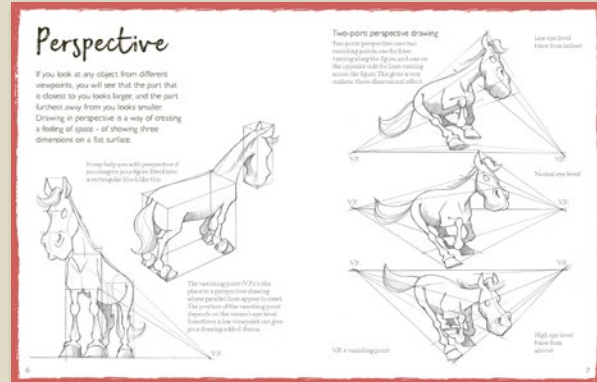 Perspective
If you look at any object from different
viewpoints, you will see that the part that
is closest to you looks larger, and the part
furthest away from you looks smaller.
Drawing in perspective is a way of creating
a feeling of space - of showing three
dimensions on a flat surface.
It may help you with perspective if
you imagine your figure fitted into
a rectangular block, like this.
The vanishing point (V.P.) is the
place in a perspective drawing
where parallel lines appear to meet.
The position of the vanishing point
depends on the viewer's eye level.
Sometimes a low viewpoint can give
your drawing added drama.
V.P.
6
Two-point perspective drawing
Two-point perspective uses two
vanishing points: one for lines
running along the figure, and one on
the opposite side for lines running
across the figure. This gives a very
realistic three-dimensional effect.
Low eye level
(view from below)
V.P.
V.P.
Normal eye level
V.P.
V.P.
V.P.
V.P.
High eye level
(view from
above)
V.P. = vanishing point
7